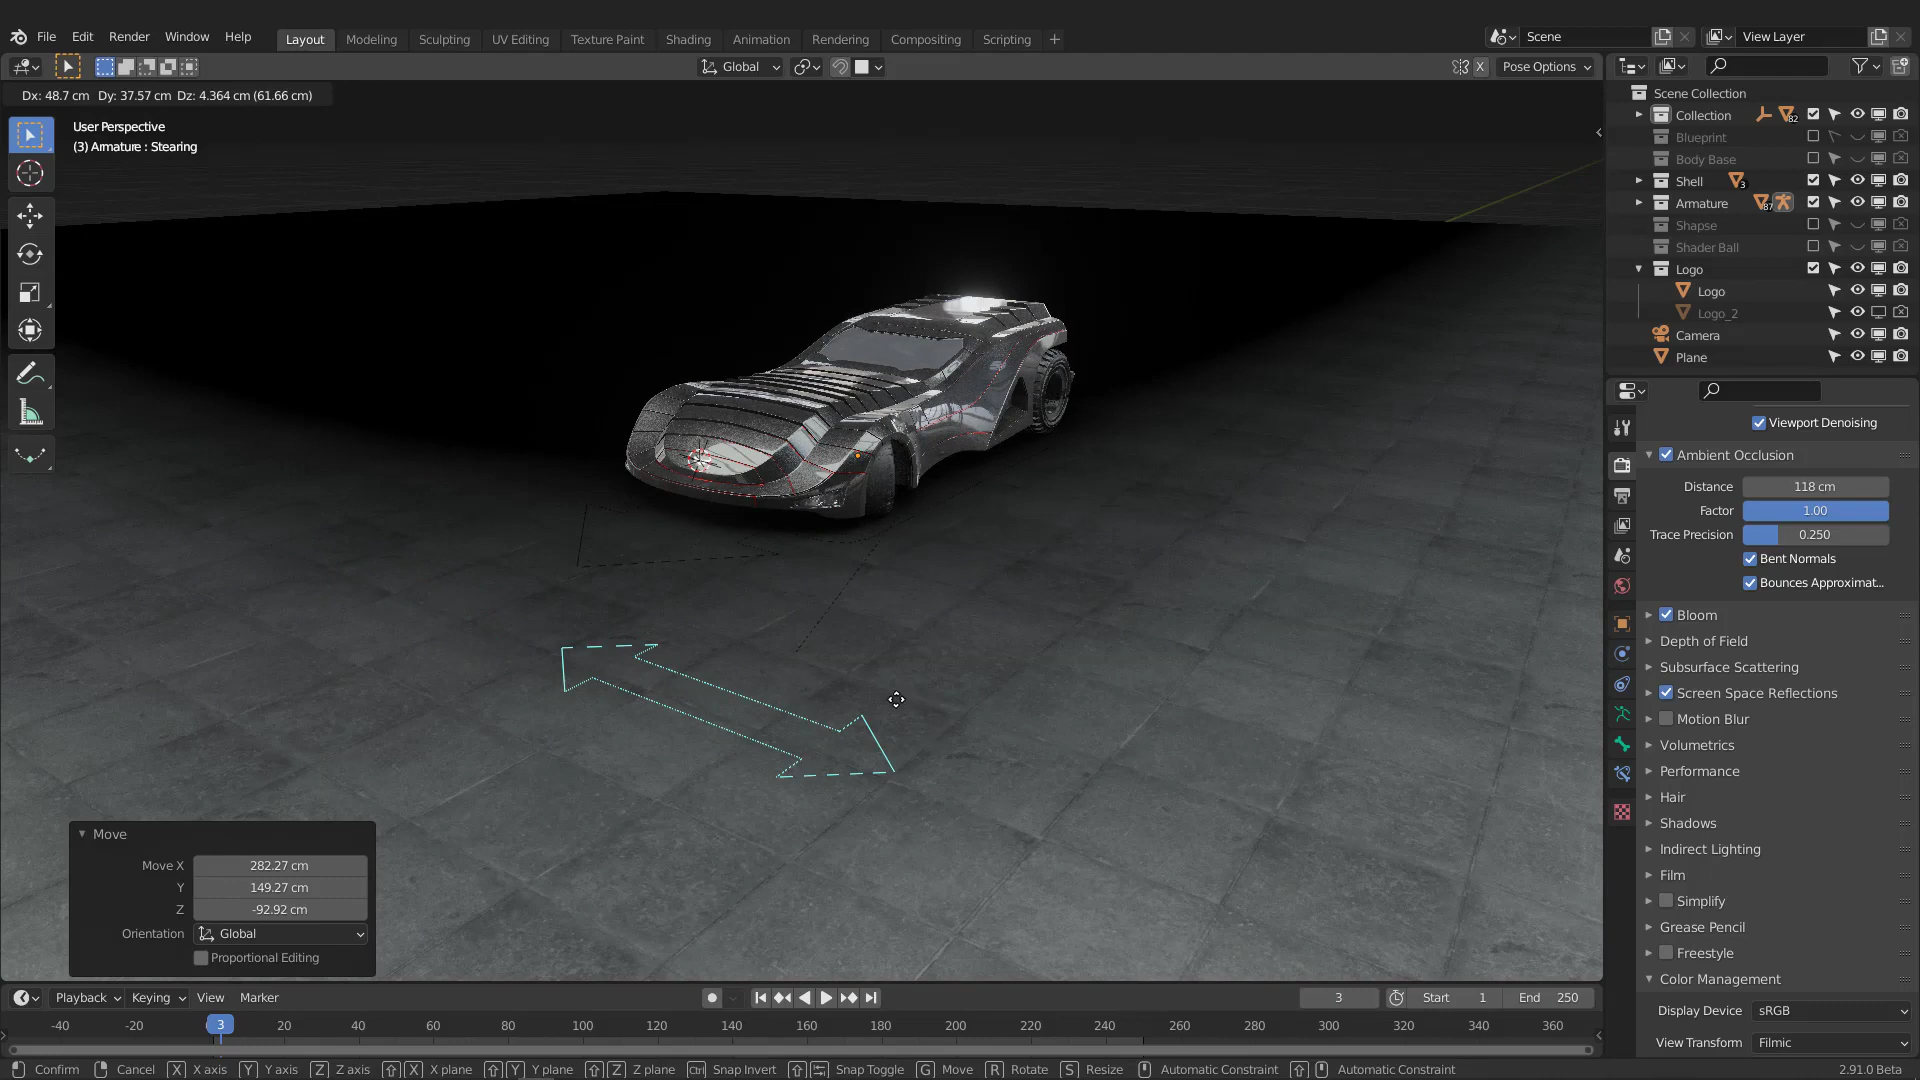 File Edit Render Window Help Layout Modeling Sculpting UV Editing Texture Paint Shading Animation Rendering Compositing Scripting + Scene View Layer
Global X Pose Options
Dx: 48.7 cm Dy: 37.57 cm Dz: 4.364 cm (61.66 cm)
User Perspective
(3) Armature : Stearing
Scene Collection
Collection 82
Blueprint
Body Base
Shell 3
Armature 87
Shapse
Shader Ball
Logo
Logo
Logo_2
Camera
Plane
Viewport Denoising
Ambient Occlusion
Distance 118 cm
Factor 1.00
Trace Precision 0.250
Bent Normals
Bounces Approximat...
Bloom
Depth of Field
Subsurface Scattering
Screen Space Reflections
Motion Blur
Volumetrics
Performance
Hair
Shadows
Indirect Lighting
Film
Simplify
Grease Pencil
Freestyle
Color Management
Display Device sRGB
View Transform Filmic
Move
Move X 282.27 cm
Y 149.27 cm
Z -92.92 cm
Orientation Global
Proportional Editing
Playback Keying View Marker 3 Start 1 End 250
-40 -20 3 20 40 60 80 100 120 140 160 180 200 220 240 260 280 300 320 340 360
Confirm Cancel X X axis Y Y axis Z Z axis X X plane Y Y plane Z Z plane Ctrl Snap Invert Snap Toggle G Move R Rotate S Resize Automatic Constraint Automatic Constraint 2.91.0 Beta